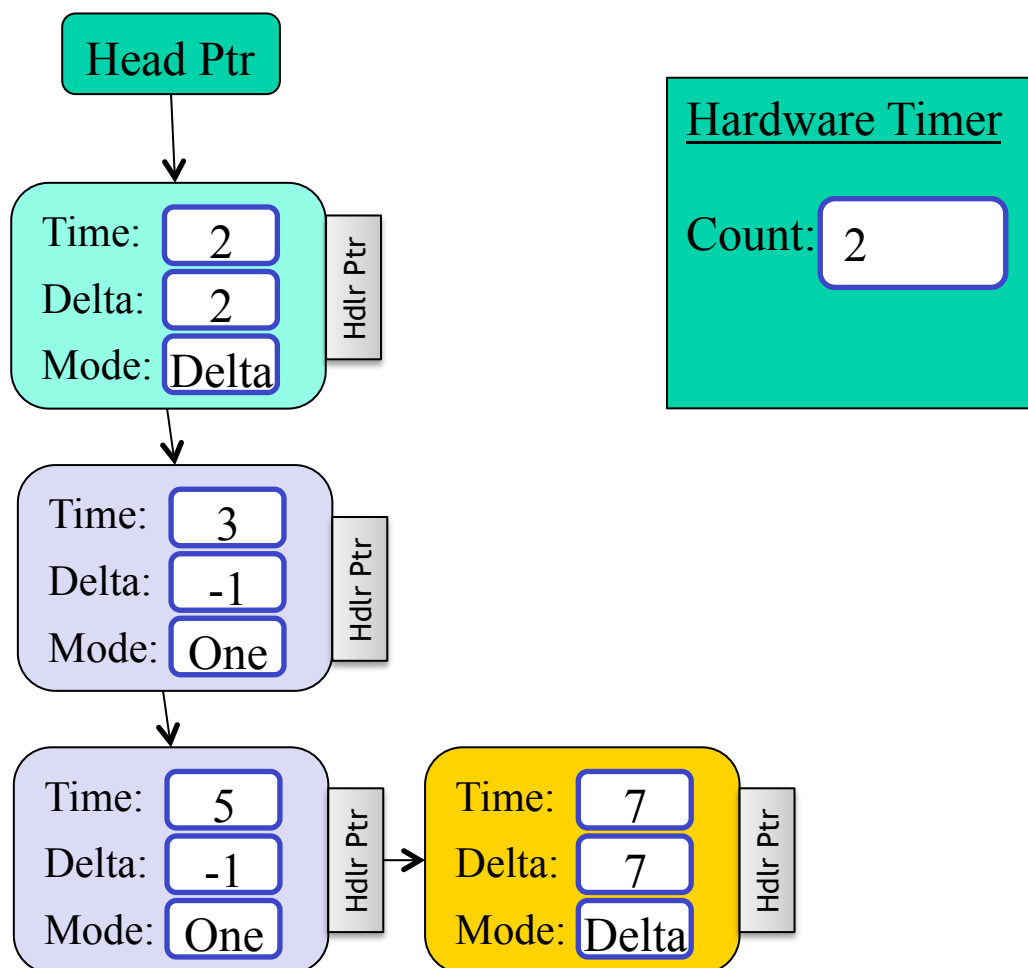 Head Ptr
Hardware Timer
Count: 2
Time: 2
Delta: 2
Mode: Delta
Hdlr Ptr
Time: 3
Delta: -1
Mode: One
Hdlr Ptr
Time: 5
Delta: -1
Mode: One
Hdlr Ptr
Time: 7
Delta: 7
Mode: Delta
Hdlr Ptr